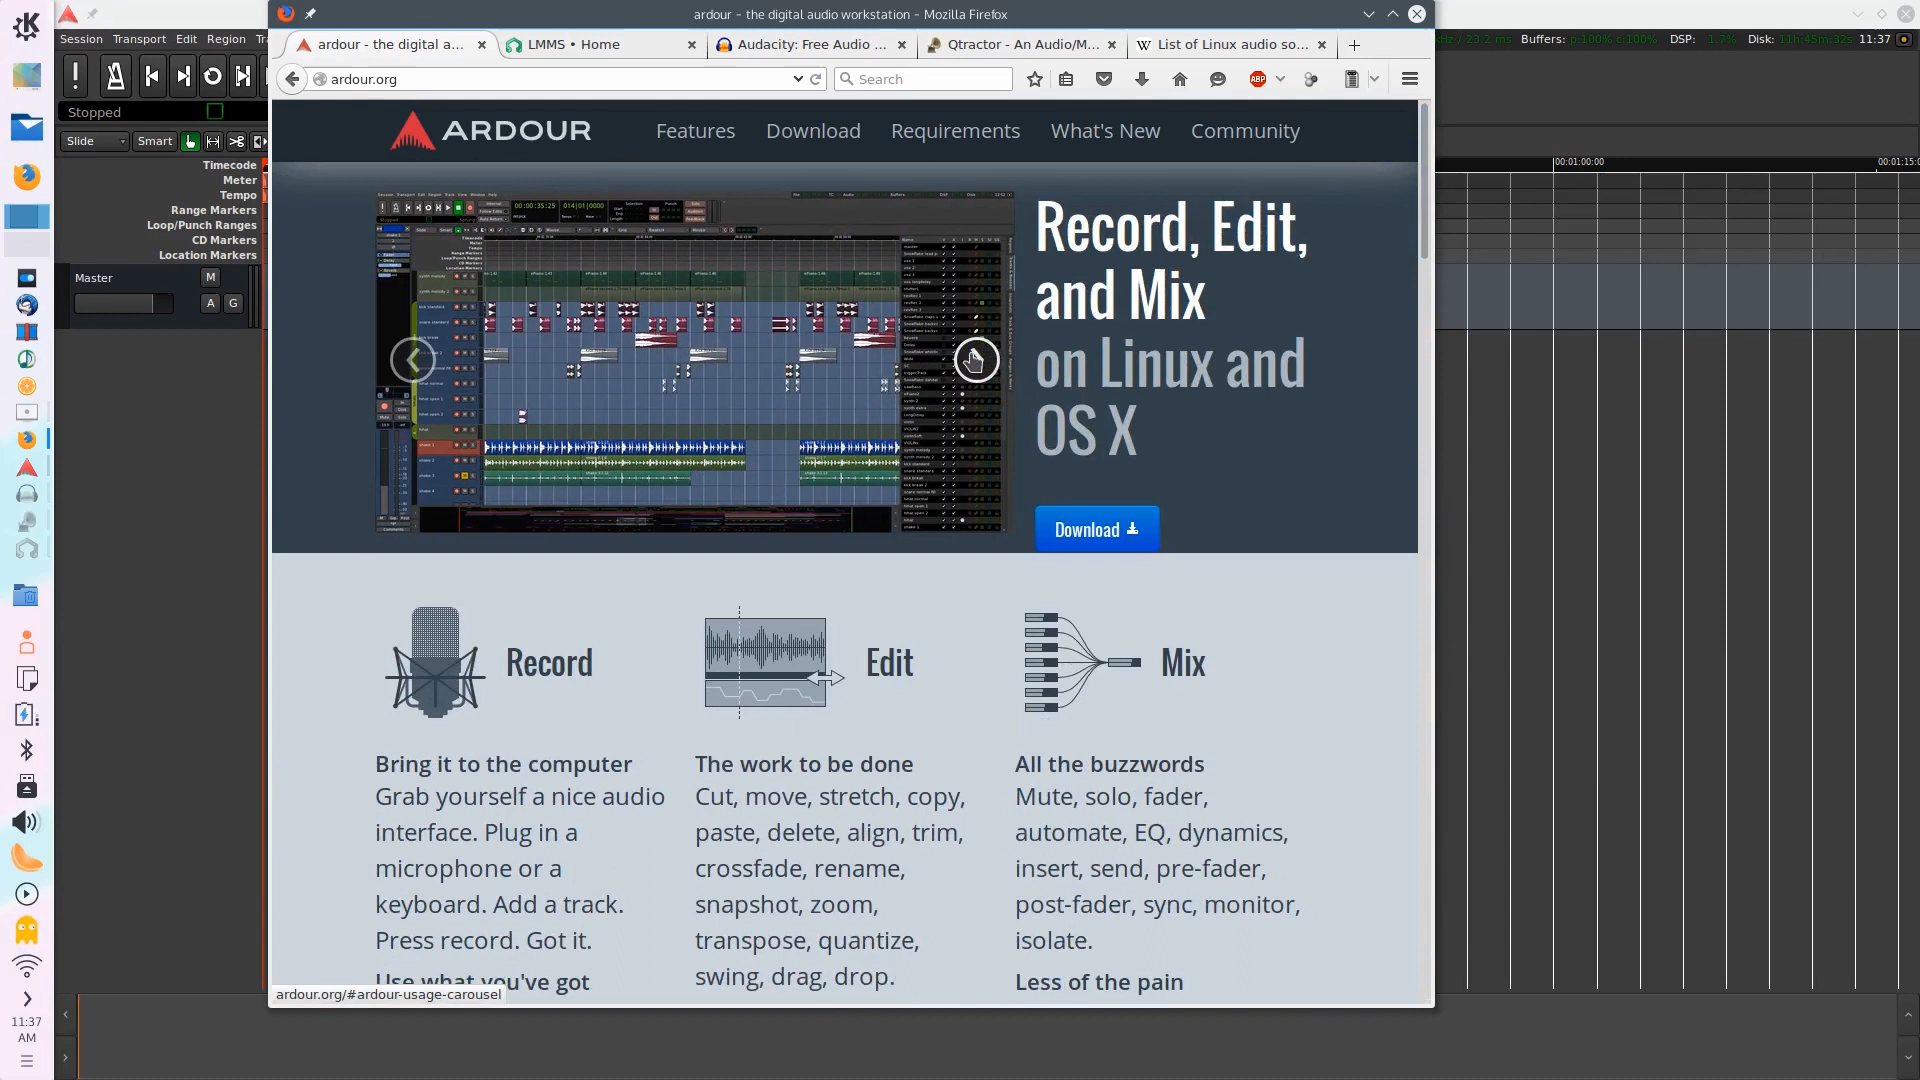 ardour - the digital audio workstation - Mozilla Firefox
Session Transport Edit Region
ardour - the digital a...
LMMS • Home
Audacity: Free Audio ...
Qtractor - An Audio/M...
List of Linux audio so...
Buffers: p:100% c:100% DSP: 1.7% Disk: 11h:45m:32s 11:37
ardour.org
Search
Stopped
ARDOUR
Features
Download
Requirements
What's New
Community
Slide
Smart
Timecode
Meter
Tempo
Range Markers
Loop/Punch Ranges
CD Markers
Location Markers
00:01:00:00
Master
M
A
G
Record, Edit,
and Mix
on Linux and
OS X
Download
Record
Edit
Mix
Bring it to the computer
Grab yourself a nice audio
interface. Plug in a
microphone or a
keyboard. Add a track.
Press record. Got it.
Use what you've got
The work to be done
Cut, move, stretch, copy,
paste, delete, align, trim,
crossfade, rename,
snapshot, zoom,
transpose, quantize,
swing, drag, drop.
All the buzzwords
Mute, solo, fader,
automate, EQ, dynamics,
insert, send, pre-fader,
post-fader, sync, monitor,
isolate.
Less of the pain
ardour.org/#ardour-usage-carousel
11:37
AM